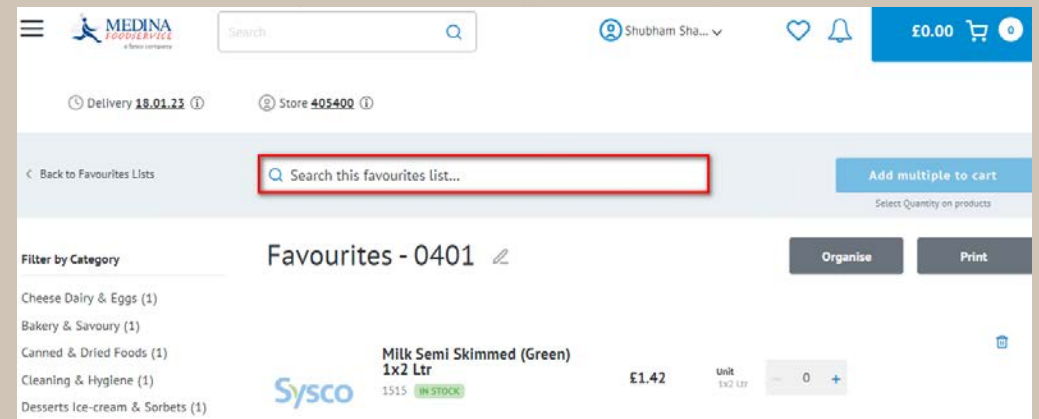 MEDINA
FOODSERVICE
a Sysco company
Search
Shubham Sha...
£0.00
0
Delivery 18.01.23
Store 405400
Back to Favourites Lists
Search this favourites list...
Add multiple to cart
Select Quantity on products
Filter by Category
Favourites - 0401
Organise
Print
Cheese Dairy & Eggs (1)
Bakery & Savoury (1)
Canned & Dried Foods (1)
Cleaning & Hygiene (1)
Desserts Ice-cream & Sorbets (1)
Sysco
Milk Semi Skimmed (Green)
1x2 Ltr
1515 IN STOCK
£1.42
Unit
1x2 Ltr
- 0 +